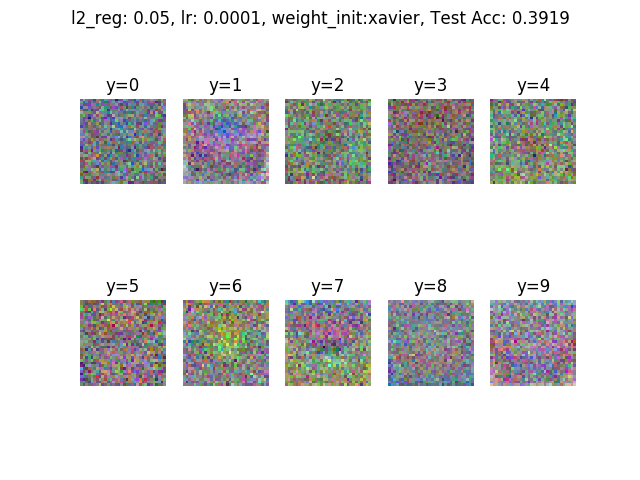 l2_reg: 0.05, lr: 0.0001, weight_init:xavier, Test Acc: 0.3919
y=0 y=1 y=2 y=3 y=4
y=5 y=6 y=7 y=8 y=9